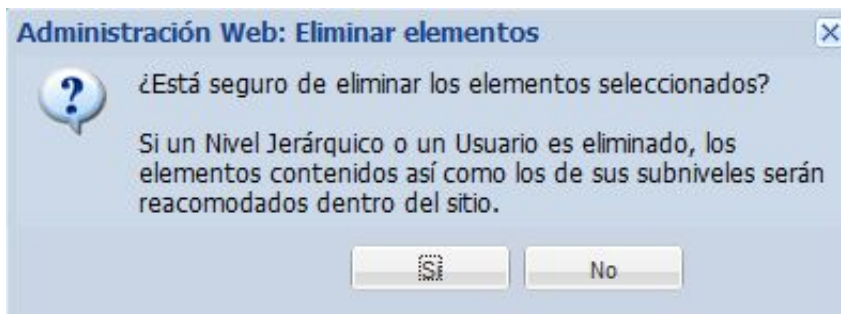 Administración Web: Eliminar elementos
¿Está seguro de eliminar los elementos seleccionados?
Si un Nivel Jerárquico o un Usuario es eliminado, los
elementos contenidos así como los de sus subniveles serán
reacomodados dentro del sitio.
Si
No